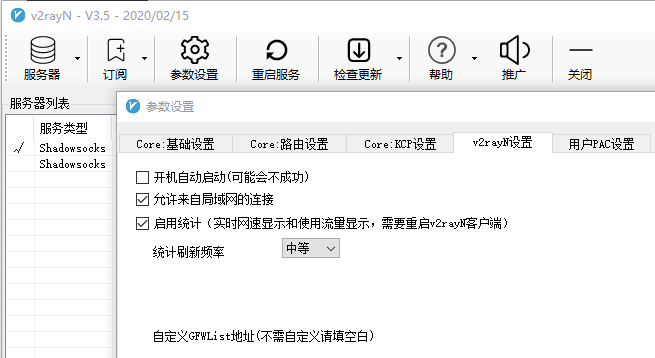 v2rayN - V3.5 - 2020/02/15
服务器 订阅 参数设置 重启服务 检查更新 帮助 推广 关闭
服务器列表
参数设置
服务类型
Core:基础设置 Core:路由设置 Core:KCP设置 v2rayN设置 用户PAC设置
Shadowsocks
Shadowsocks
开机自动启动(可能会不成功)
允许来自局域网的连接
启用统计（实时网速显示和使用流量显示，需要重启v2rayN客户端）
统计刷新频率 中等
自定义GFWList地址(不需自定义请填空白)